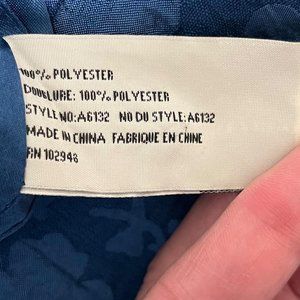 100% POLYESTER
DOUBLURE: 100% POLYESTER
STYLE NO: A6132 NO DU STYLE: A6132
MADE IN CHINA FABRIQUE EN CHINE
RN 102948